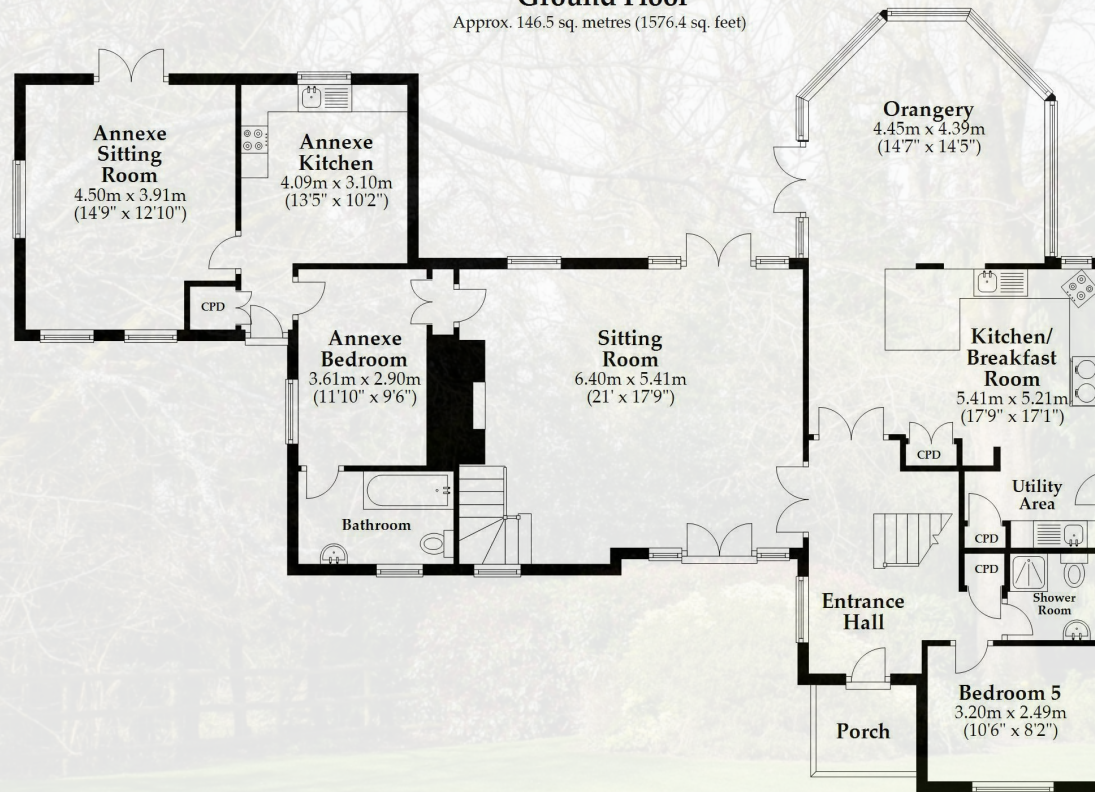 Ground Floor
Approx. 146.5 sq. metres (1576.4 sq. feet)
Annexe
Sitting
Room
4.50m x 3.91m
(14'9" x 12'10")
Annexe
Kitchen
4.09m x 3.10m
(13'5" x 10'2")
Orangery
4.45m x 4.39m
(14'7" x 14'5")
CPD
Annexe
Bedroom
3.61m x 2.90m
(11'10" x 9'6")
Sitting
Room
6.40m x 5.41m
(21' x 17'9")
Kitchen/
Breakfast
Room
5.41m x 5.21m
(17'9" x 17'1")
CPD
Utility
Area
Bathroom
CPD
CPD
Shower
Room
Entrance
Hall
Bedroom 5
3.20m x 2.49m
(10'6" x 8'2")
Porch